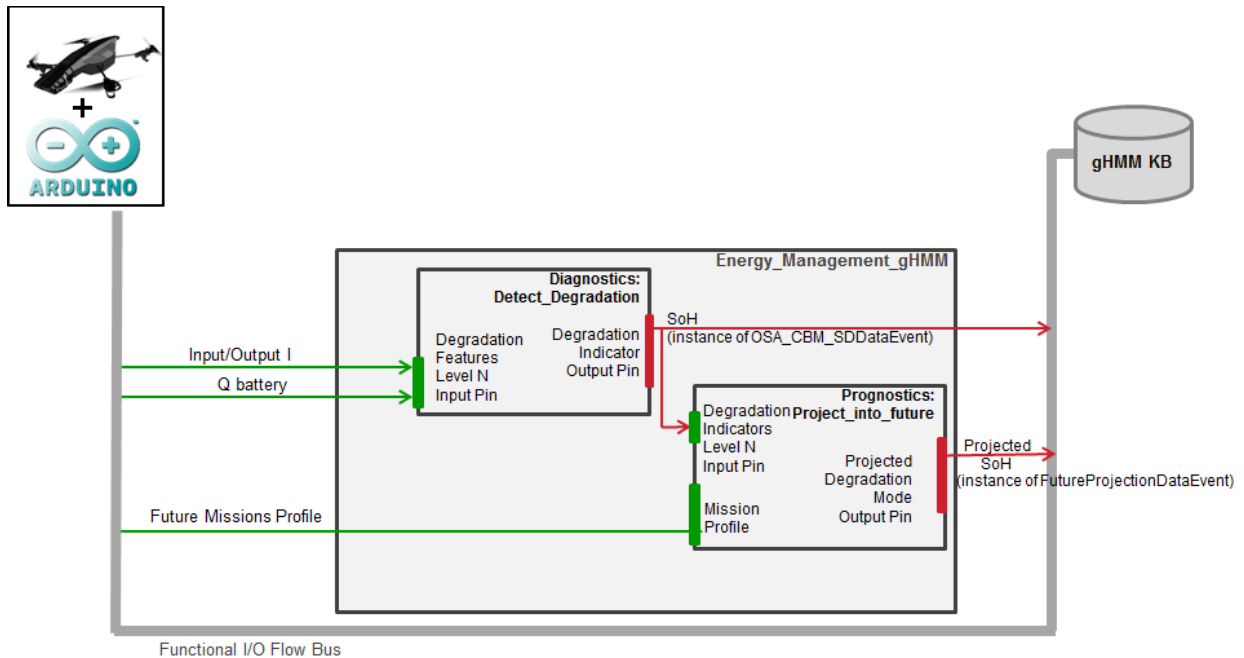 +
ARDUINO
gHMM KB
Energy_Management_gHMM
Diagnostics:
Detect_Degradation
Degradation
Features
Level N
Input Pin
Degradation
Indicator
Output Pin
SoH
(instance of OSA_CBM_SDDataEvent)
Input/Output I
Q battery
Prognostics:
Project_into_future
Degradation
Indicators
Level N
Input Pin
Mission
Profile
Projected
Degradation
Mode
Output Pin
Projected
SoH
(instance of FutureProjectionDataEvent)
Future Missions Profile
Functional I/O Flow Bus